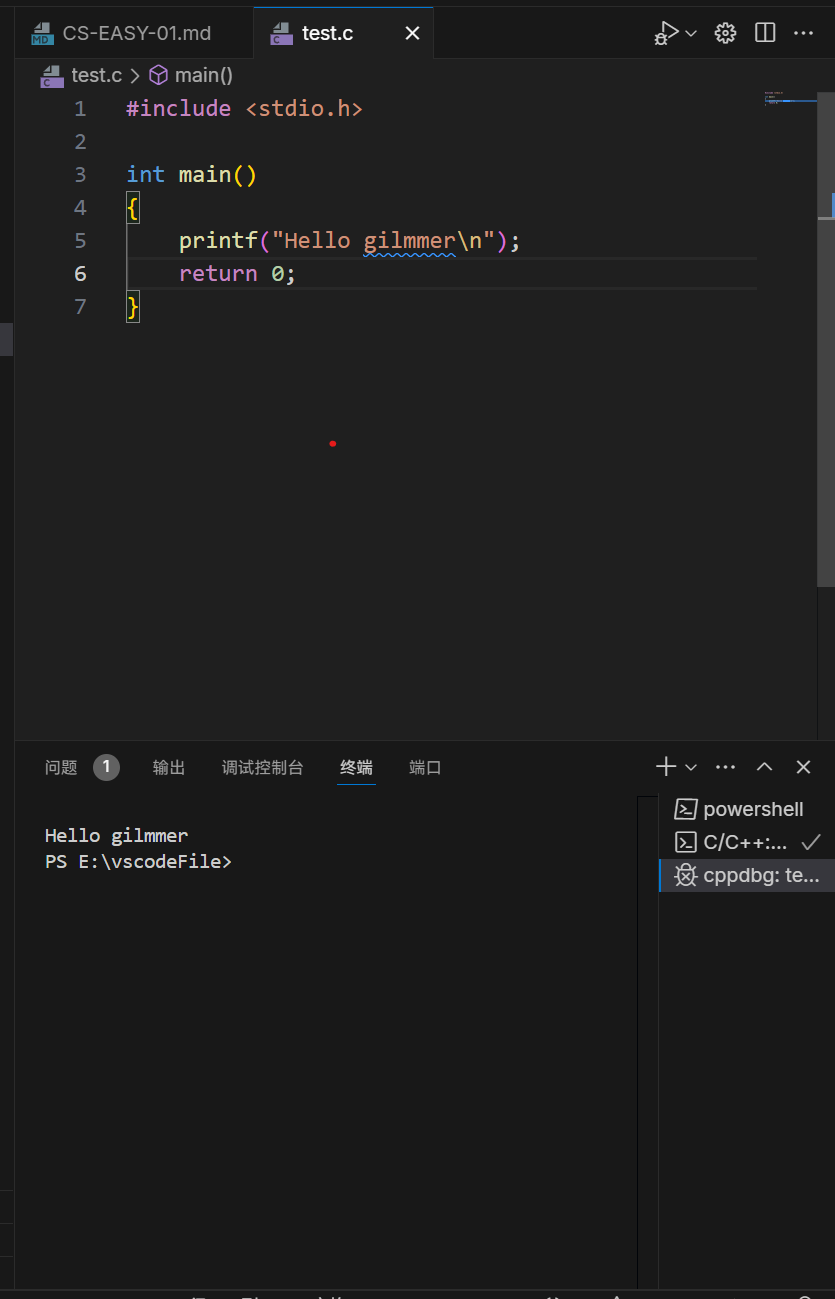 CS-EASY-01.md
test.c
test.c > main()
1 #include <stdio.h>
2
3 int main()
4 {
5     printf("Hello gilmmer\n");
6     return 0;
7 }
问题 1 输出 调试控制台 终端 端口
Hello gilmmer
PS E:\vscodeFile>
powershell
C/C++:...
cppdbg: te...